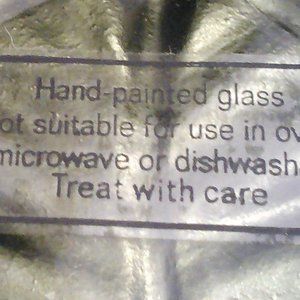 Hand-painted glass
ot suitable for use in ov
microwave or dishwash
Treat with care